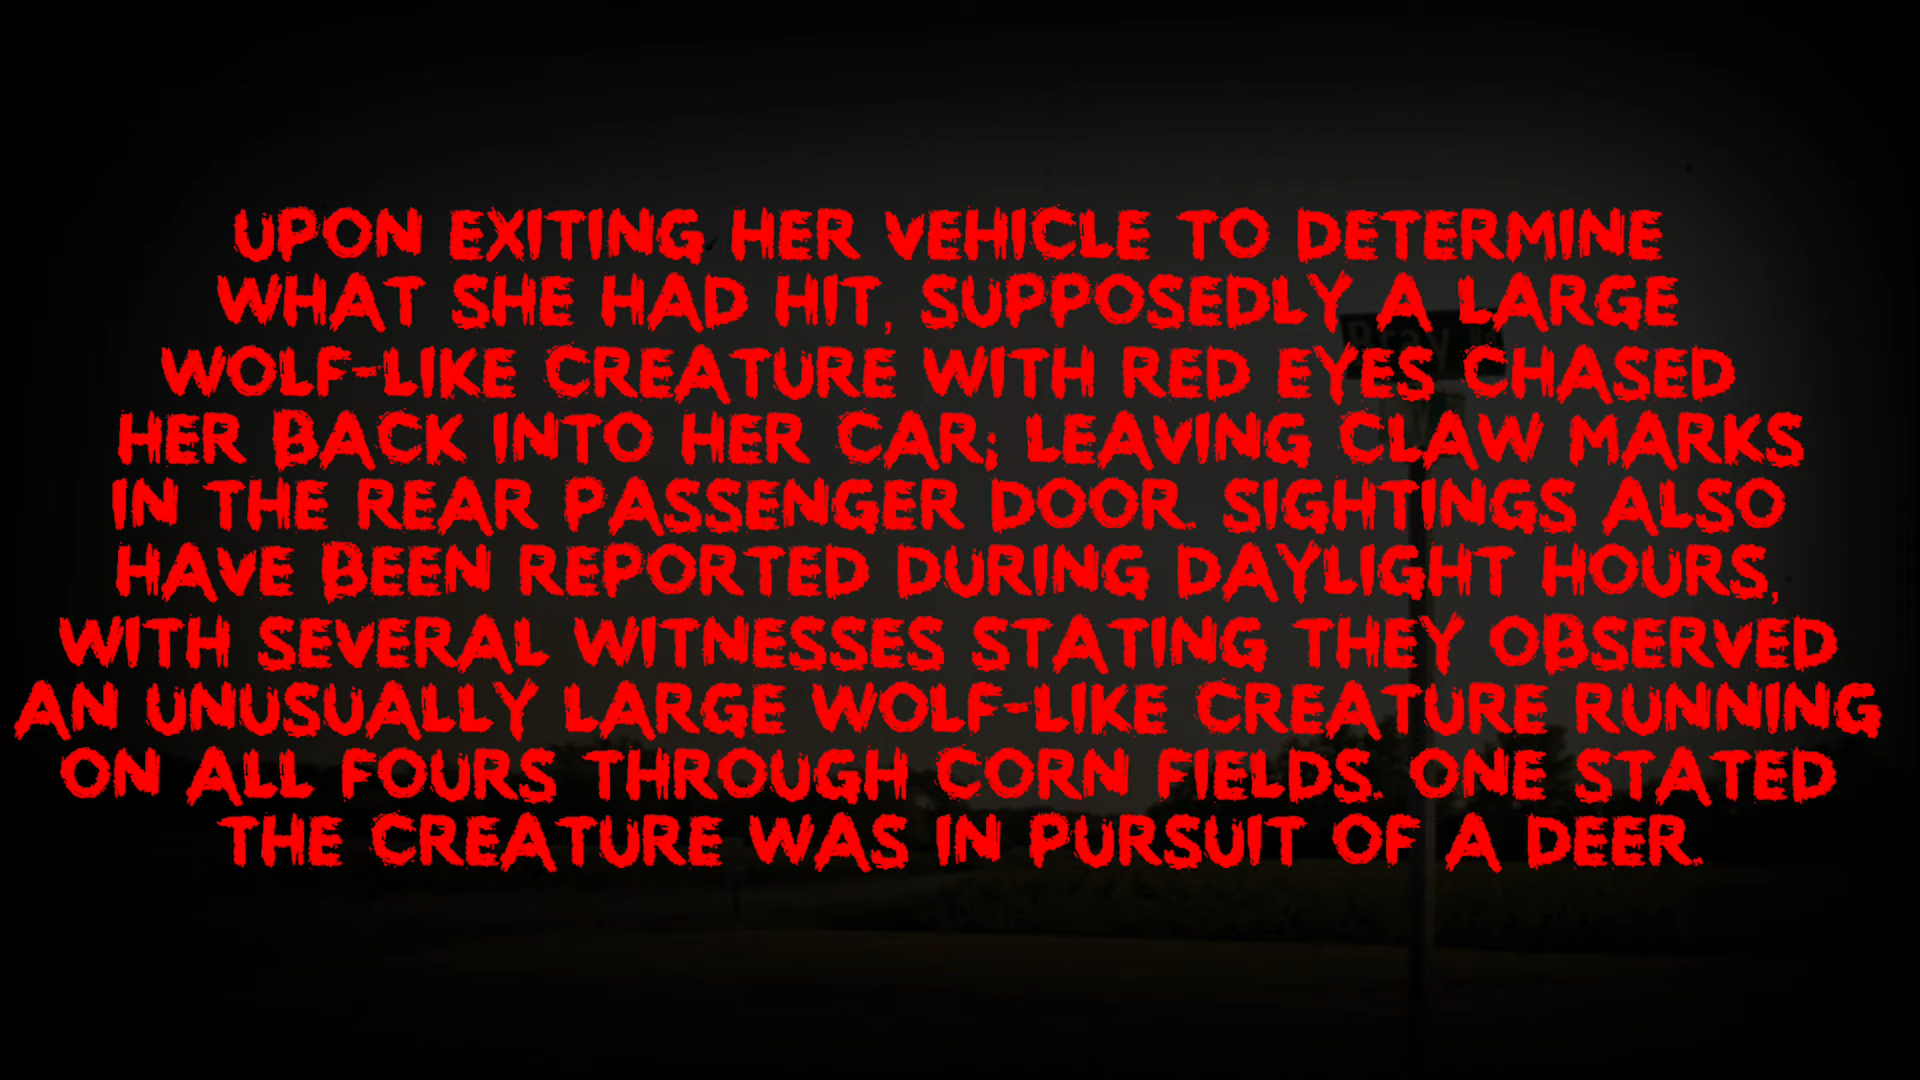 UPON EXITING HER VEHICLE TO DETERMINE
WHAT SHE HAD HIT, SUPPOSEDLY A LARGE
WOLF-LIKE CREATURE WITH RED EYES CHASED
HER BACK INTO HER CAR; LEAVING CLAW MARKS
IN THE REAR PASSENGER DOOR. SIGHTINGS ALSO
HAVE BEEN REPORTED DURING DAYLIGHT HOURS,
WITH SEVERAL WITNESSES STATING THEY OBSERVED
AN UNUSUALLY LARGE WOLF-LIKE CREATURE RUNNING
ON ALL FOURS THROUGH CORN FIELDS. ONE STATED
THE CREATURE WAS IN PURSUIT OF A DEER.
Bray Rd